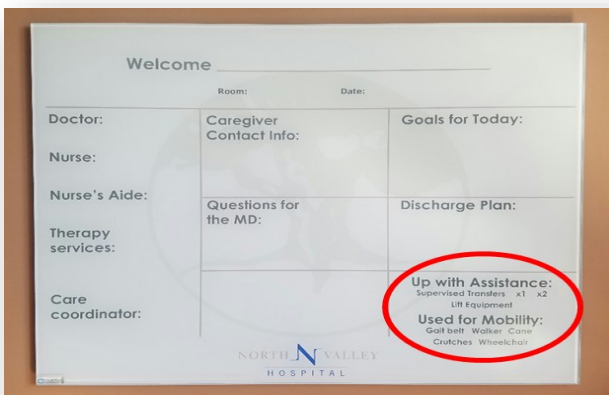 Welcome
Room: Date:
Doctor:
Nurse:
Nurse's Aide:
Therapy
services:
Care
coordinator:
Caregiver
Contact Info:
Questions for
the MD:
Goals for Today:
Discharge Plan:
Up with Assistance:
Supervised Transfers x1 x2
Lift Equipment
Used for Mobility:
Gait belt Walker Cane
Crutches Wheelchair
NORTH N VALLEY
HOSPITAL